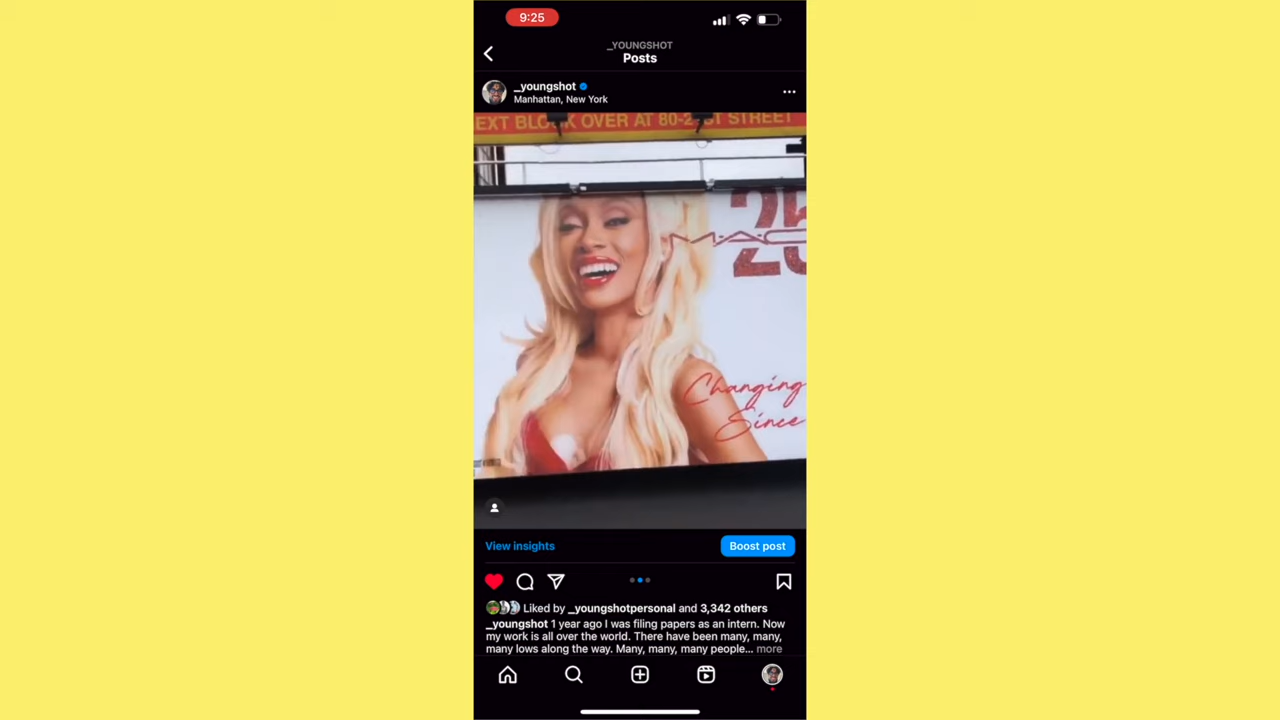 9:25
_YOUNGSHOT
Posts
_youngshot
Manhattan, New York
EXT BLOCK OVER AT 80-21ST STREET
25
M·A·C
Changing
Since
View insights
Boost post
Liked by _youngshotpersonal and 3,342 others
_youngshot 1 year ago I was filing papers as an intern. Now
my work is all over the world. There have been many, many,
many lows along the way. Many, many, many people... more